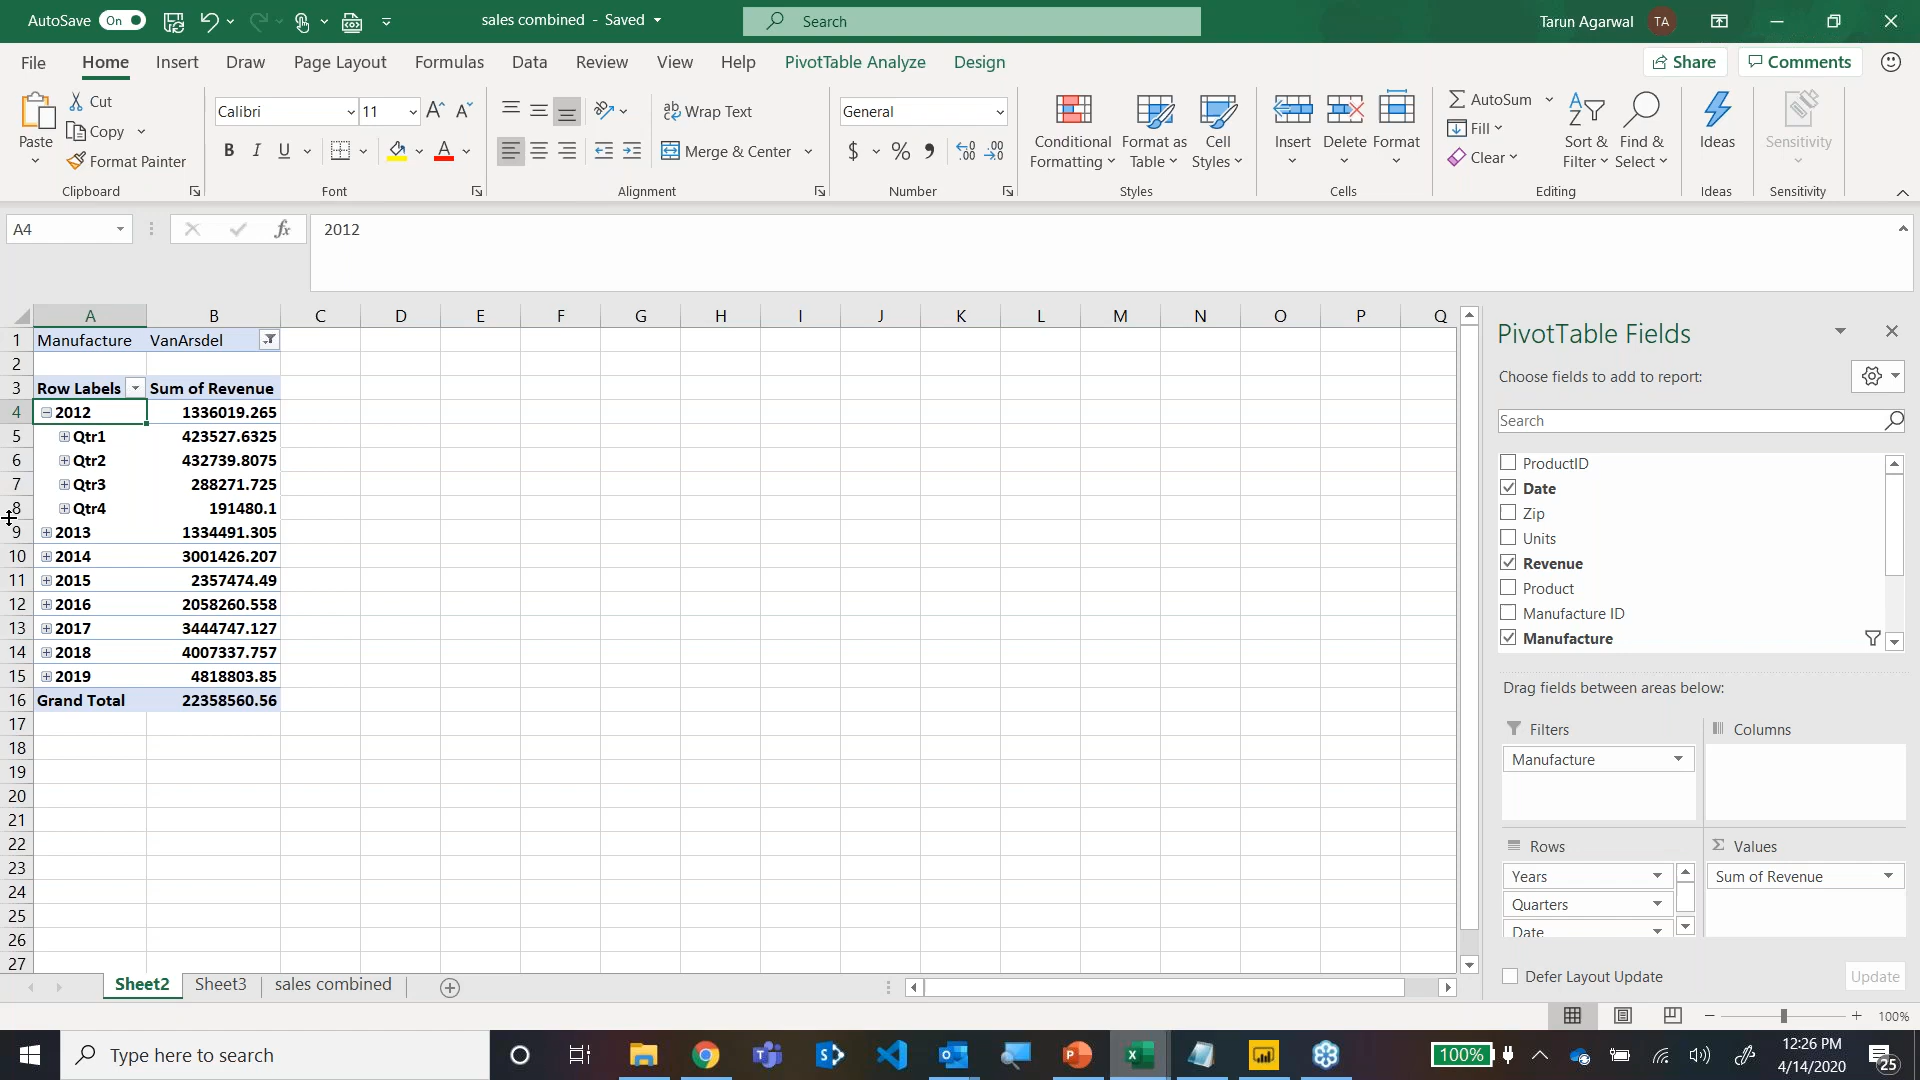 AutoSave On
sales combined - Saved
Search
Tarun Agarwal TA
File Home Insert Draw Page Layout Formulas Data Review View Help PivotTable Analyze Design
Share Comments
Paste
Cut
Copy
Format Painter
Clipboard
Calibri 11
B I U
Font
Wrap Text
Merge & Center
Alignment
General
$ % 9
Number
Conditional Formatting
Format as Table
Cell Styles
Styles
Insert Delete Format
Cells
AutoSum
Fill
Clear
Sort & Filter
Find & Select
Editing
Ideas
Ideas
Sensitivity
Sensitivity
A4 fx 2012
A B C D E F G H I J K L M N O P Q
1 Manufacture VanArsdel
2
3 Row Labels Sum of Revenue
4 2012 1336019.265
5 Qtr1 423527.6325
6 Qtr2 432739.8075
7 Qtr3 288271.725
8 Qtr4 191480.1
9 2013 1334491.305
10 2014 3001426.207
11 2015 2357474.49
12 2016 2058260.558
13 2017 3444747.127
14 2018 4007337.757
15 2019 4818803.85
16 Grand Total 22358560.56
17
18
19
20
21
22
23
24
25
26
27
PivotTable Fields
Choose fields to add to report:
Search
ProductID
Date
Zip
Units
Revenue
Product
Manufacture ID
Manufacture
Drag fields between areas below:
Filters
Manufacture
Columns
Rows
Years
Quarters
Date
Values
Sum of Revenue
Defer Layout Update Update
Sheet2 Sheet3 sales combined
100%
Type here to search
100%
12:26 PM
4/14/2020
25